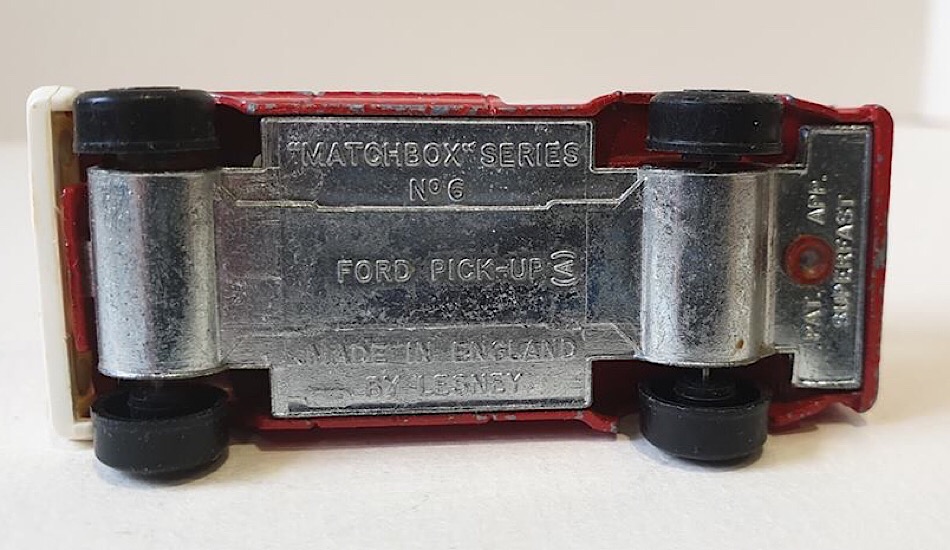 "MATCHBOX" SERIES
Nº 6
FORD PICK-UP (A)
MADE IN ENGLAND
BY LESNEY
PAT. APP.
SUPERFAST